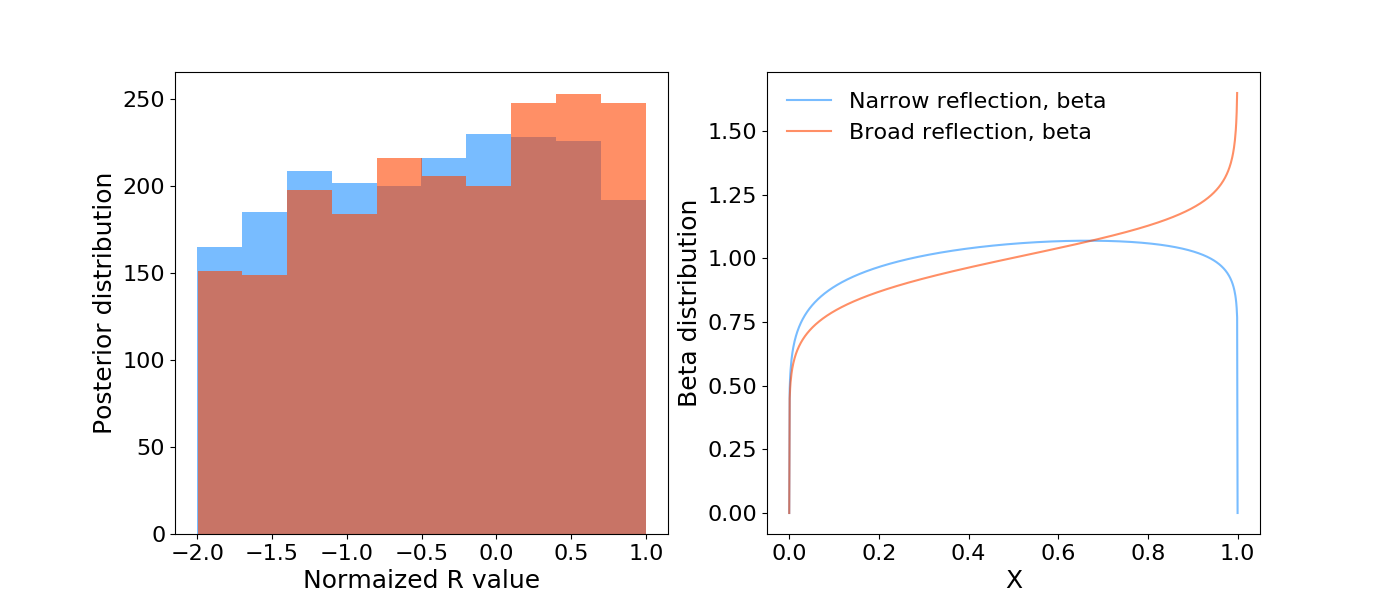 Posterior distribution
250
200
150
100
50
0
−2.0 −1.5 −1.0 −0.5 0.0 0.5 1.0
Normaized R value
Beta distribution
1.50
1.25
1.00
0.75
0.50
0.25
0.00
Narrow reflection, beta
Broad reflection, beta
0.0 0.2 0.4 0.6 0.8 1.0
X